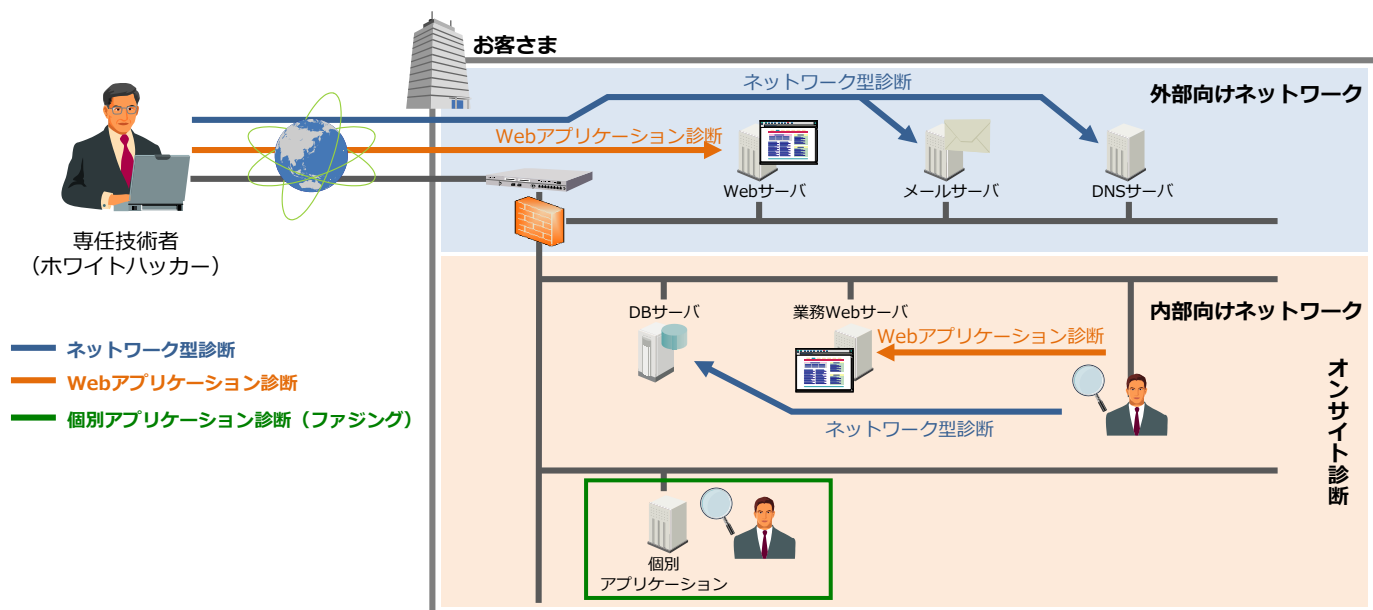 お客さま
ネットワーク型診断
外部向けネットワーク
Webアプリケーション診断
Webサーバ
メールサーバ
DNSサーバ
専任技術者
（ホワイトハッカー）
DBサーバ
業務Webサーバ
内部向けネットワーク
Webアプリケーション診断
ネットワーク型診断
オンサイト診断
ネットワーク型診断
Webアプリケーション診断
個別アプリケーション診断（ファジング）
個別
アプリケーション